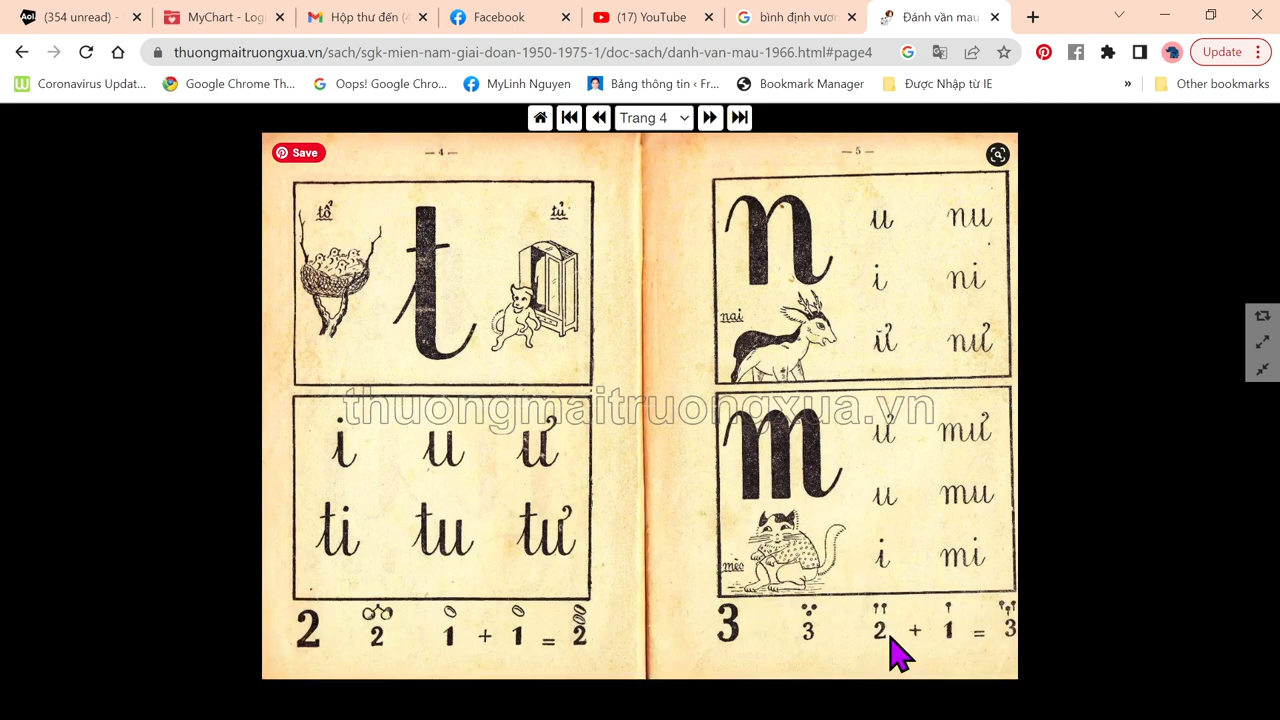 (354 unread) -
MyChart - Log
Hộp thư đến (4
Facebook
(17) YouTube
bình định vươ
Đánh vần mau
thuongmaitruongxua.vn/sach/sgk-mien-nam-giai-doan-1950-1975-1/doc-sach/danh-van-mau-1966.html#page4
Update
Coronavirus Updat...
Google Chrome Th...
Oops! Google Chro...
MyLinh Nguyen
Bảng thông tin ‹ Fr...
Bookmark Manager
Được Nhập từ IE
»
Other bookmarks
Trang 4
Save
— 4 —
tổ
t
tủ
i u ư
ti tu tư
2 2 1 + 1 = 2
— 5 —
n
u nu
i ni
ư nư
nai
m
ư mư
u mu
i mi
mèo
3 3 2 + 1 = 3
thuongmaitruongxua.vn